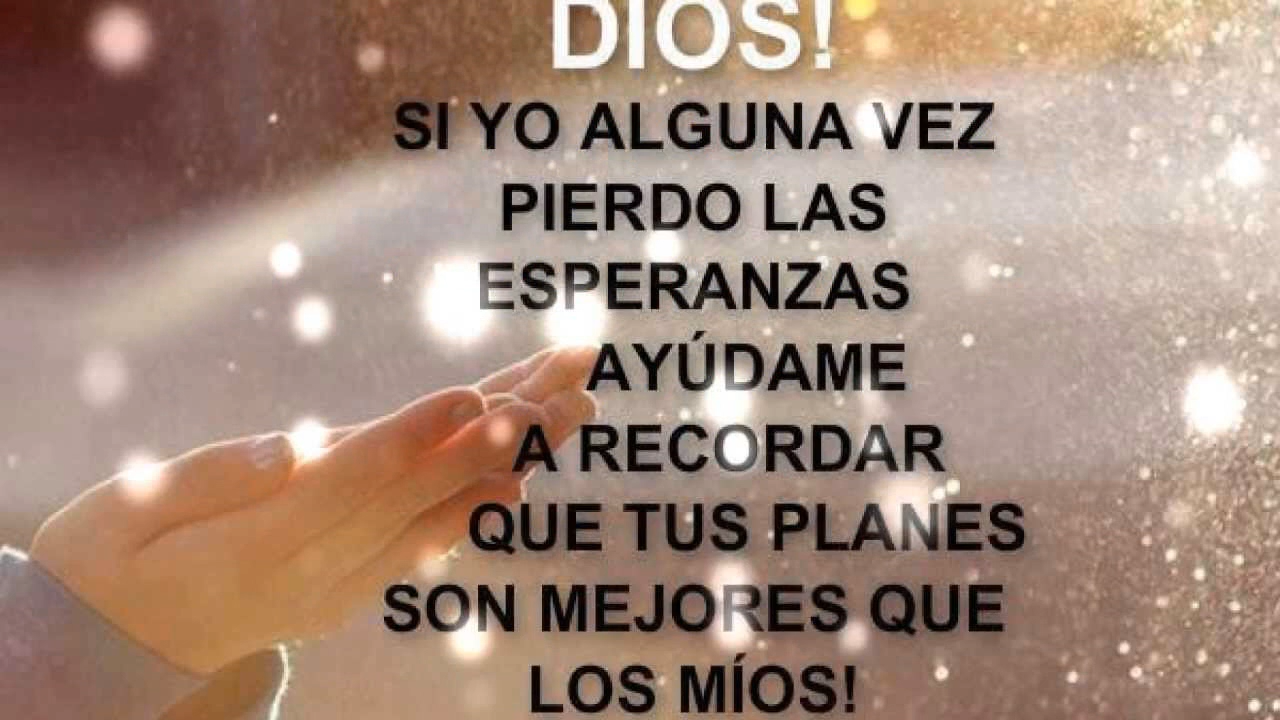 DIOS!
SI YO ALGUNA VEZ
PIERDO LAS
ESPERANZAS
AYÚDAME
A RECORDAR
QUE TUS PLANES
SON MEJORES QUE
LOS MÍOS!